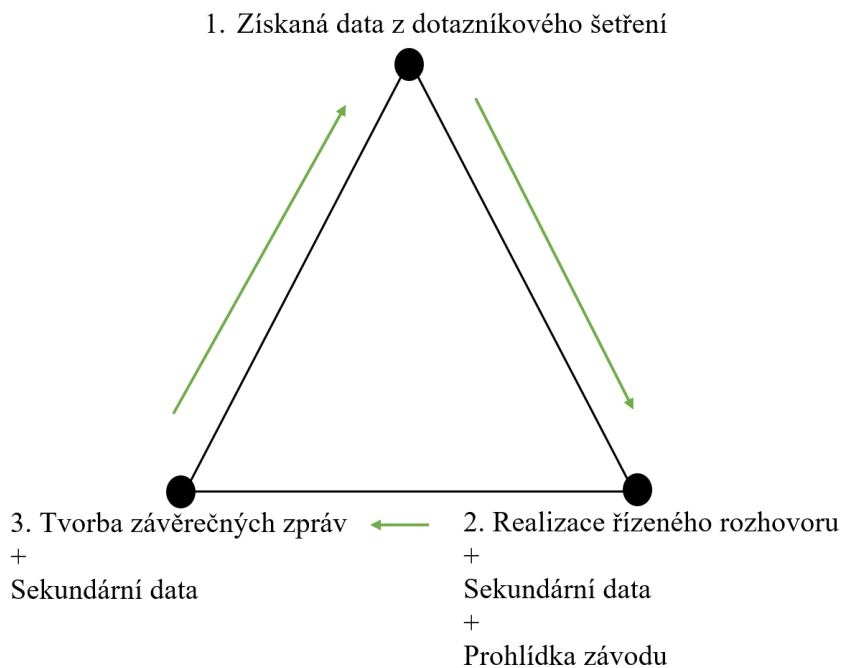 1. Získaná data z dotazníkového šetření
3. Tvorba závěrečných zpráv
+
Sekundární data
2. Realizace řízeného rozhovoru
+
Sekundární data
+
Prohlídka závodu